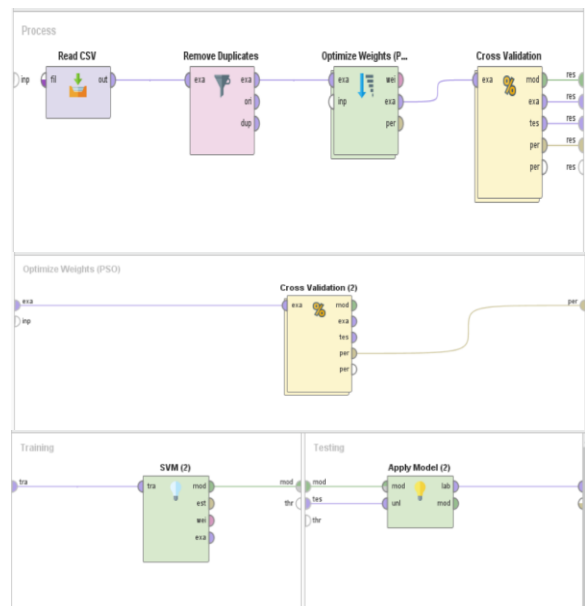 Process
Read CSV
Remove Duplicates
Optimize Weights (P...
Cross Validation
inp
fil
out
exa
exa
ori
dup
exa
inp
wei
exa
per
exa
mod
exa
tes
per
per
res
res
res
res
res
Optimize Weights (PSO)
Cross Validation (2)
exa
inp
exa
mod
exa
tes
per
per
per
Training
Testing
SVM (2)
Apply Model (2)
tra
tra
mod
est
wei
exa
mod
thr
mod
tes
thr
mod
unl
lab
mod